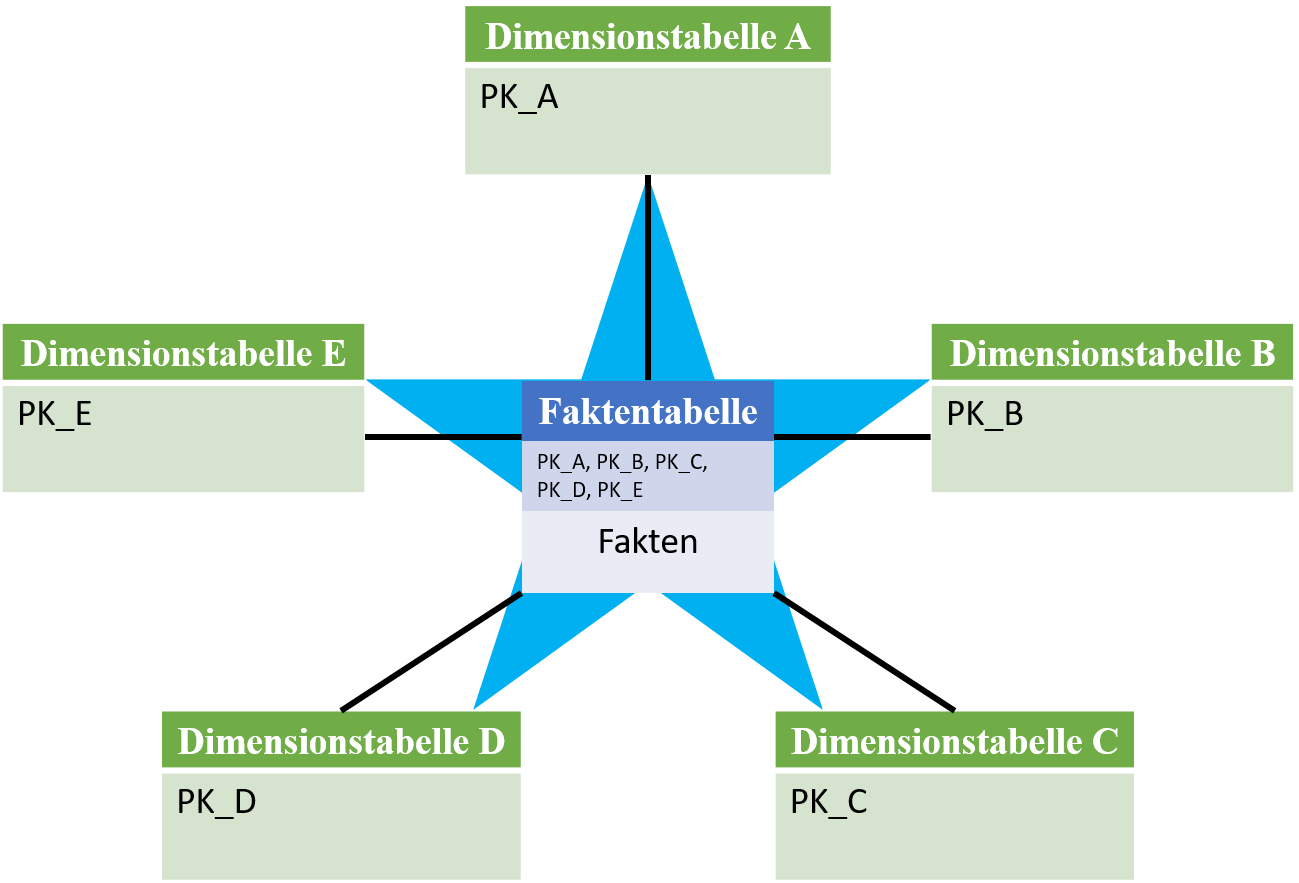 Dimensionstabelle A
PK_A
Dimensionstabelle E
PK_E
Faktentabelle
PK_A, PK_B, PK_C,
PK_D, PK_E
Fakten
Dimensionstabelle B
PK_B
Dimensionstabelle D
PK_D
Dimensionstabelle C
PK_C